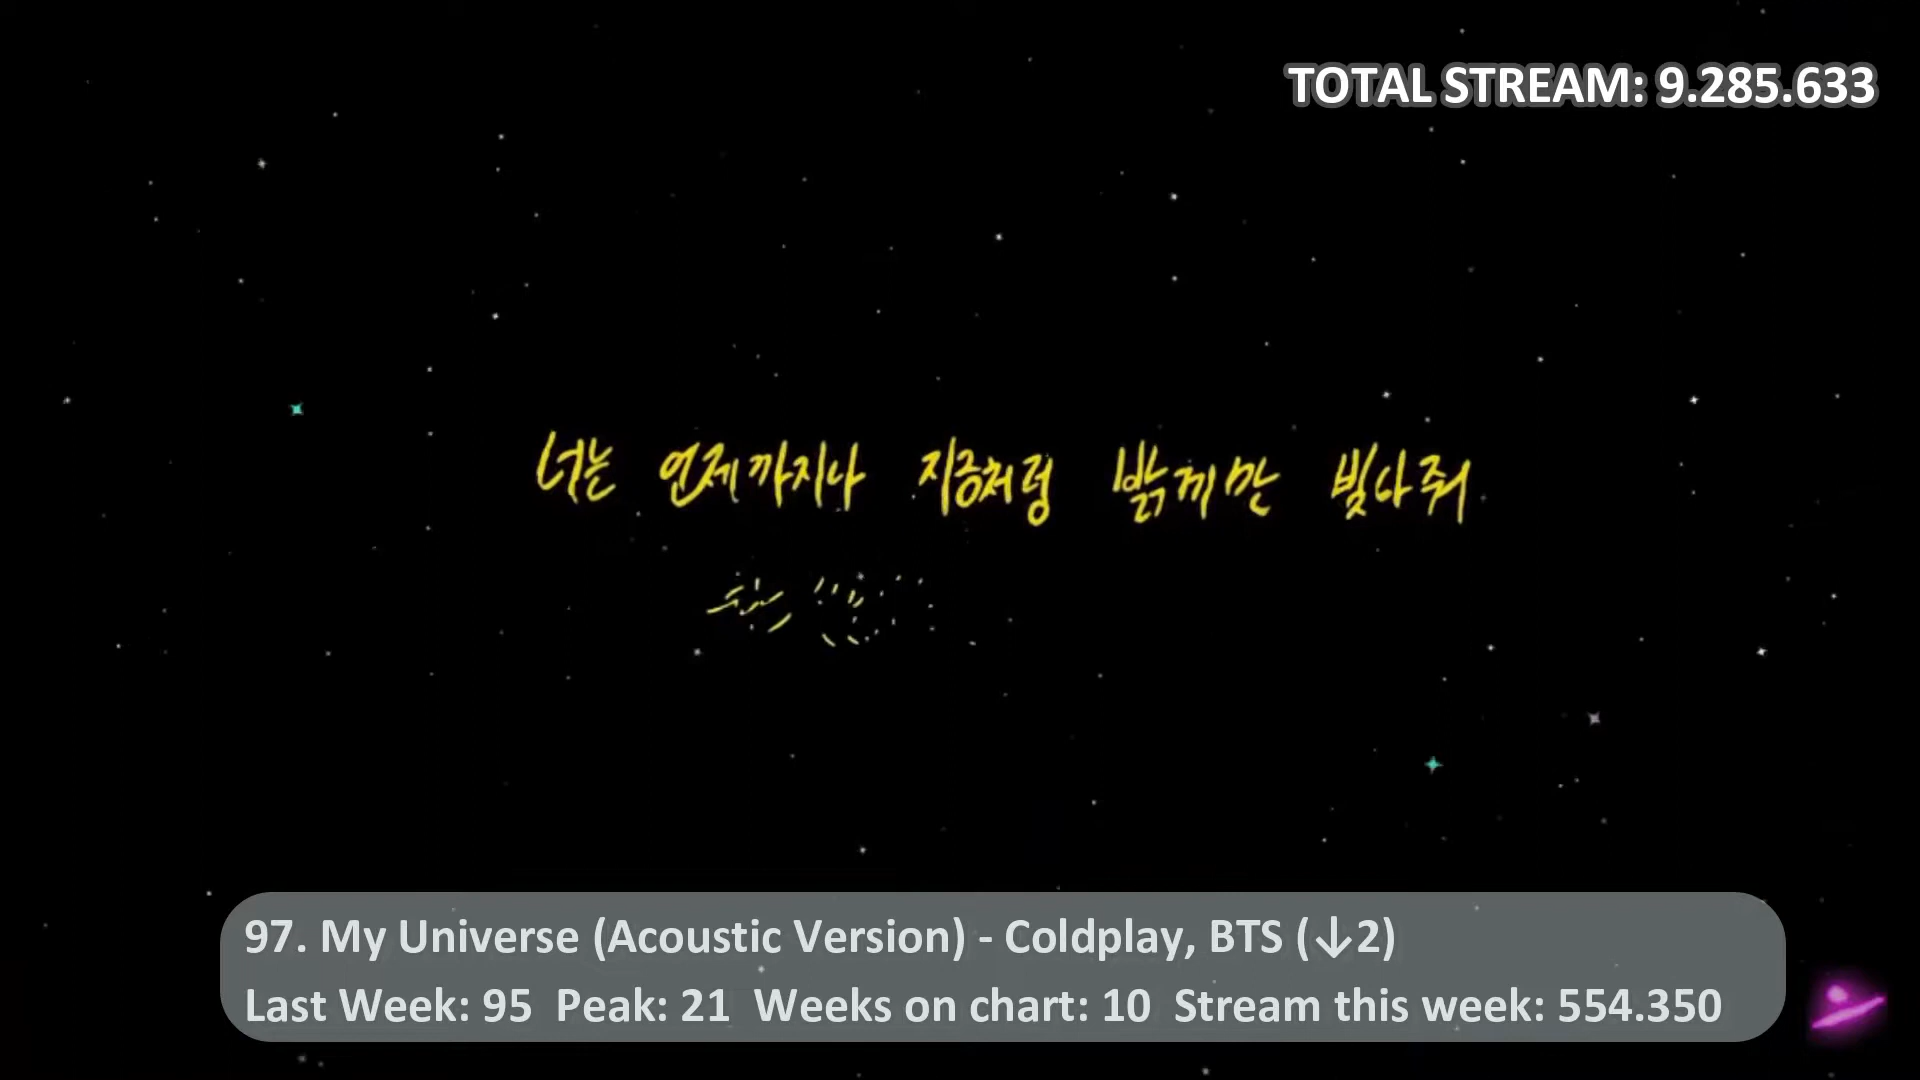 TOTAL STREAM: 9.285.633
너는 언제까지나 지금처럼 밝게만 빛나줘
97. My Universe (Acoustic Version) - Coldplay, BTS (↓2)
Last Week: 95 Peak: 21 Weeks on chart: 10 Stream this week: 554.350